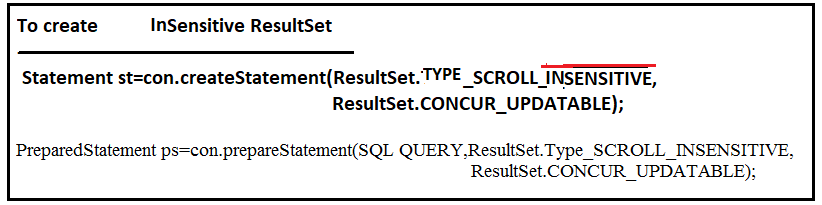 To create InSensitive ResultSet
Statement st=con.createStatement(ResultSet.TYPE_SCROLL_INSENSITIVE,
ResultSet.CONCUR_UPDATABLE);
PreparedStatement ps=con.prepareStatement(SQL QUERY,ResultSet.Type_SCROLL_INSENSITIVE,
ResultSet.CONCUR_UPDATABLE);